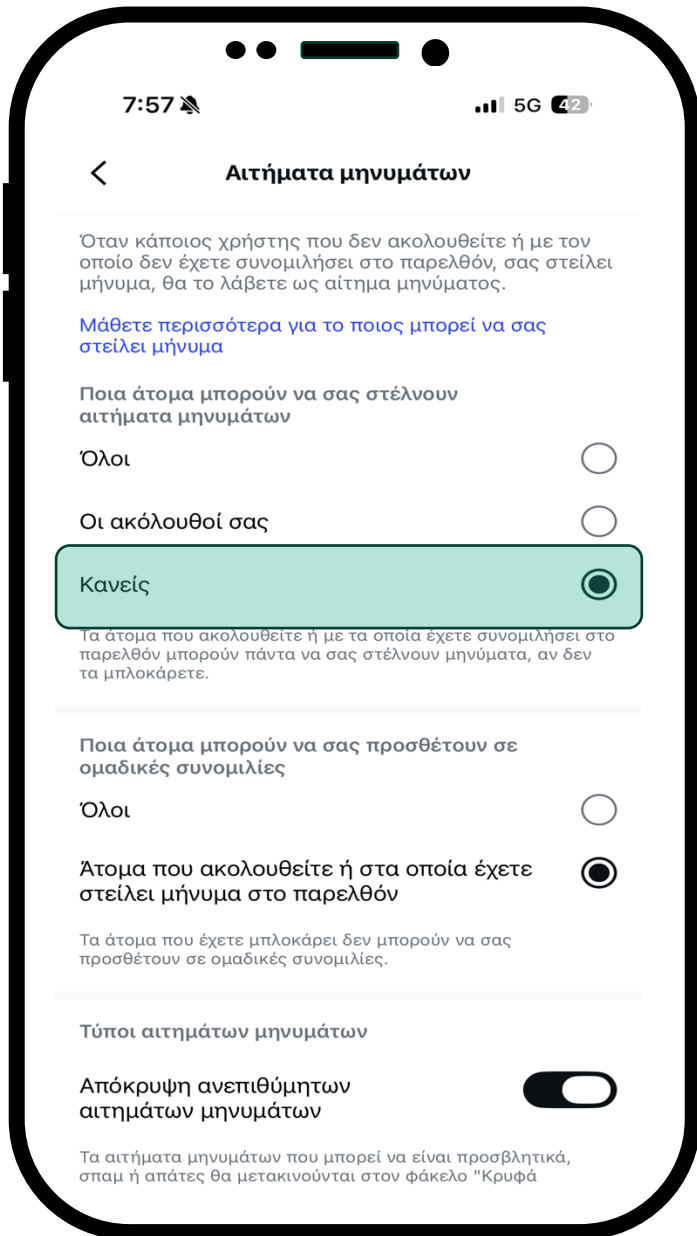 7:57
5G 42
Αιτήματα μηνυμάτων
Όταν κάποιος χρήστης που δεν ακολουθείτε ή με τον
οποίο δεν έχετε συνομιλήσει στο παρελθόν, σας στείλει
μήνυμα, θα το λάβετε ως αίτημα μηνύματος.
Μάθετε περισσότερα για το ποιος μπορεί να σας
στείλει μήνυμα
Ποια άτομα μπορούν να σας στέλνουν
αιτήματα μηνυμάτων
Όλοι
Οι ακόλουθοί σας
Κανείς
Τα άτομα που ακολουθείτε ή με τα οποία έχετε συνομιλήσει στο
παρελθόν μπορούν πάντα να σας στέλνουν μηνύματα, αν δεν
τα μπλοκάρετε.
Ποια άτομα μπορούν να σας προσθέτουν σε
ομαδικές συνομιλίες
Όλοι
Άτομα που ακολουθείτε ή στα οποία έχετε
στείλει μήνυμα στο παρελθόν
Τα άτομα που έχετε μπλοκάρει δεν μπορούν να σας
προσθέτουν σε ομαδικές συνομιλίες.
Τύποι αιτημάτων μηνυμάτων
Απόκρυψη ανεπιθύμητων
αιτημάτων μηνυμάτων
Τα αιτήματα μηνυμάτων που μπορεί να είναι προσβλητικά,
σπαμ ή απάτες θα μετακινούνται στον φάκελο "Κρυφά